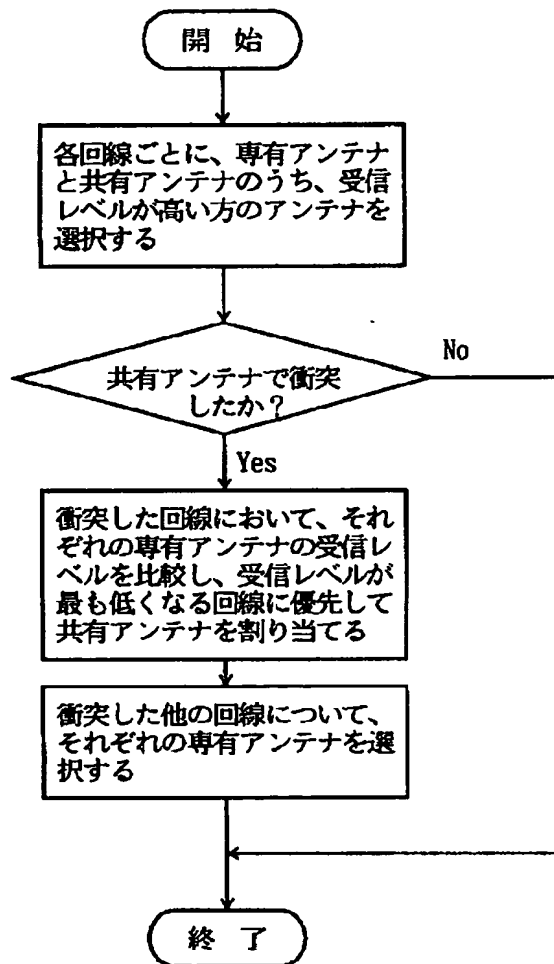 開 始
各回線ごとに、専有アンテナ
と共有アンテナのうち、受信
レベルが高い方のアンテナを
選択する
共有アンテナで衝突
したか？
No
Yes
衝突した回線において、それ
ぞれの専有アンテナの受信レ
ベルを比較し、受信レベルが
最も低くなる回線に優先して
共有アンテナを割り当てる
衝突した他の回線について、
それぞれの専有アンテナを選
択する
終 了